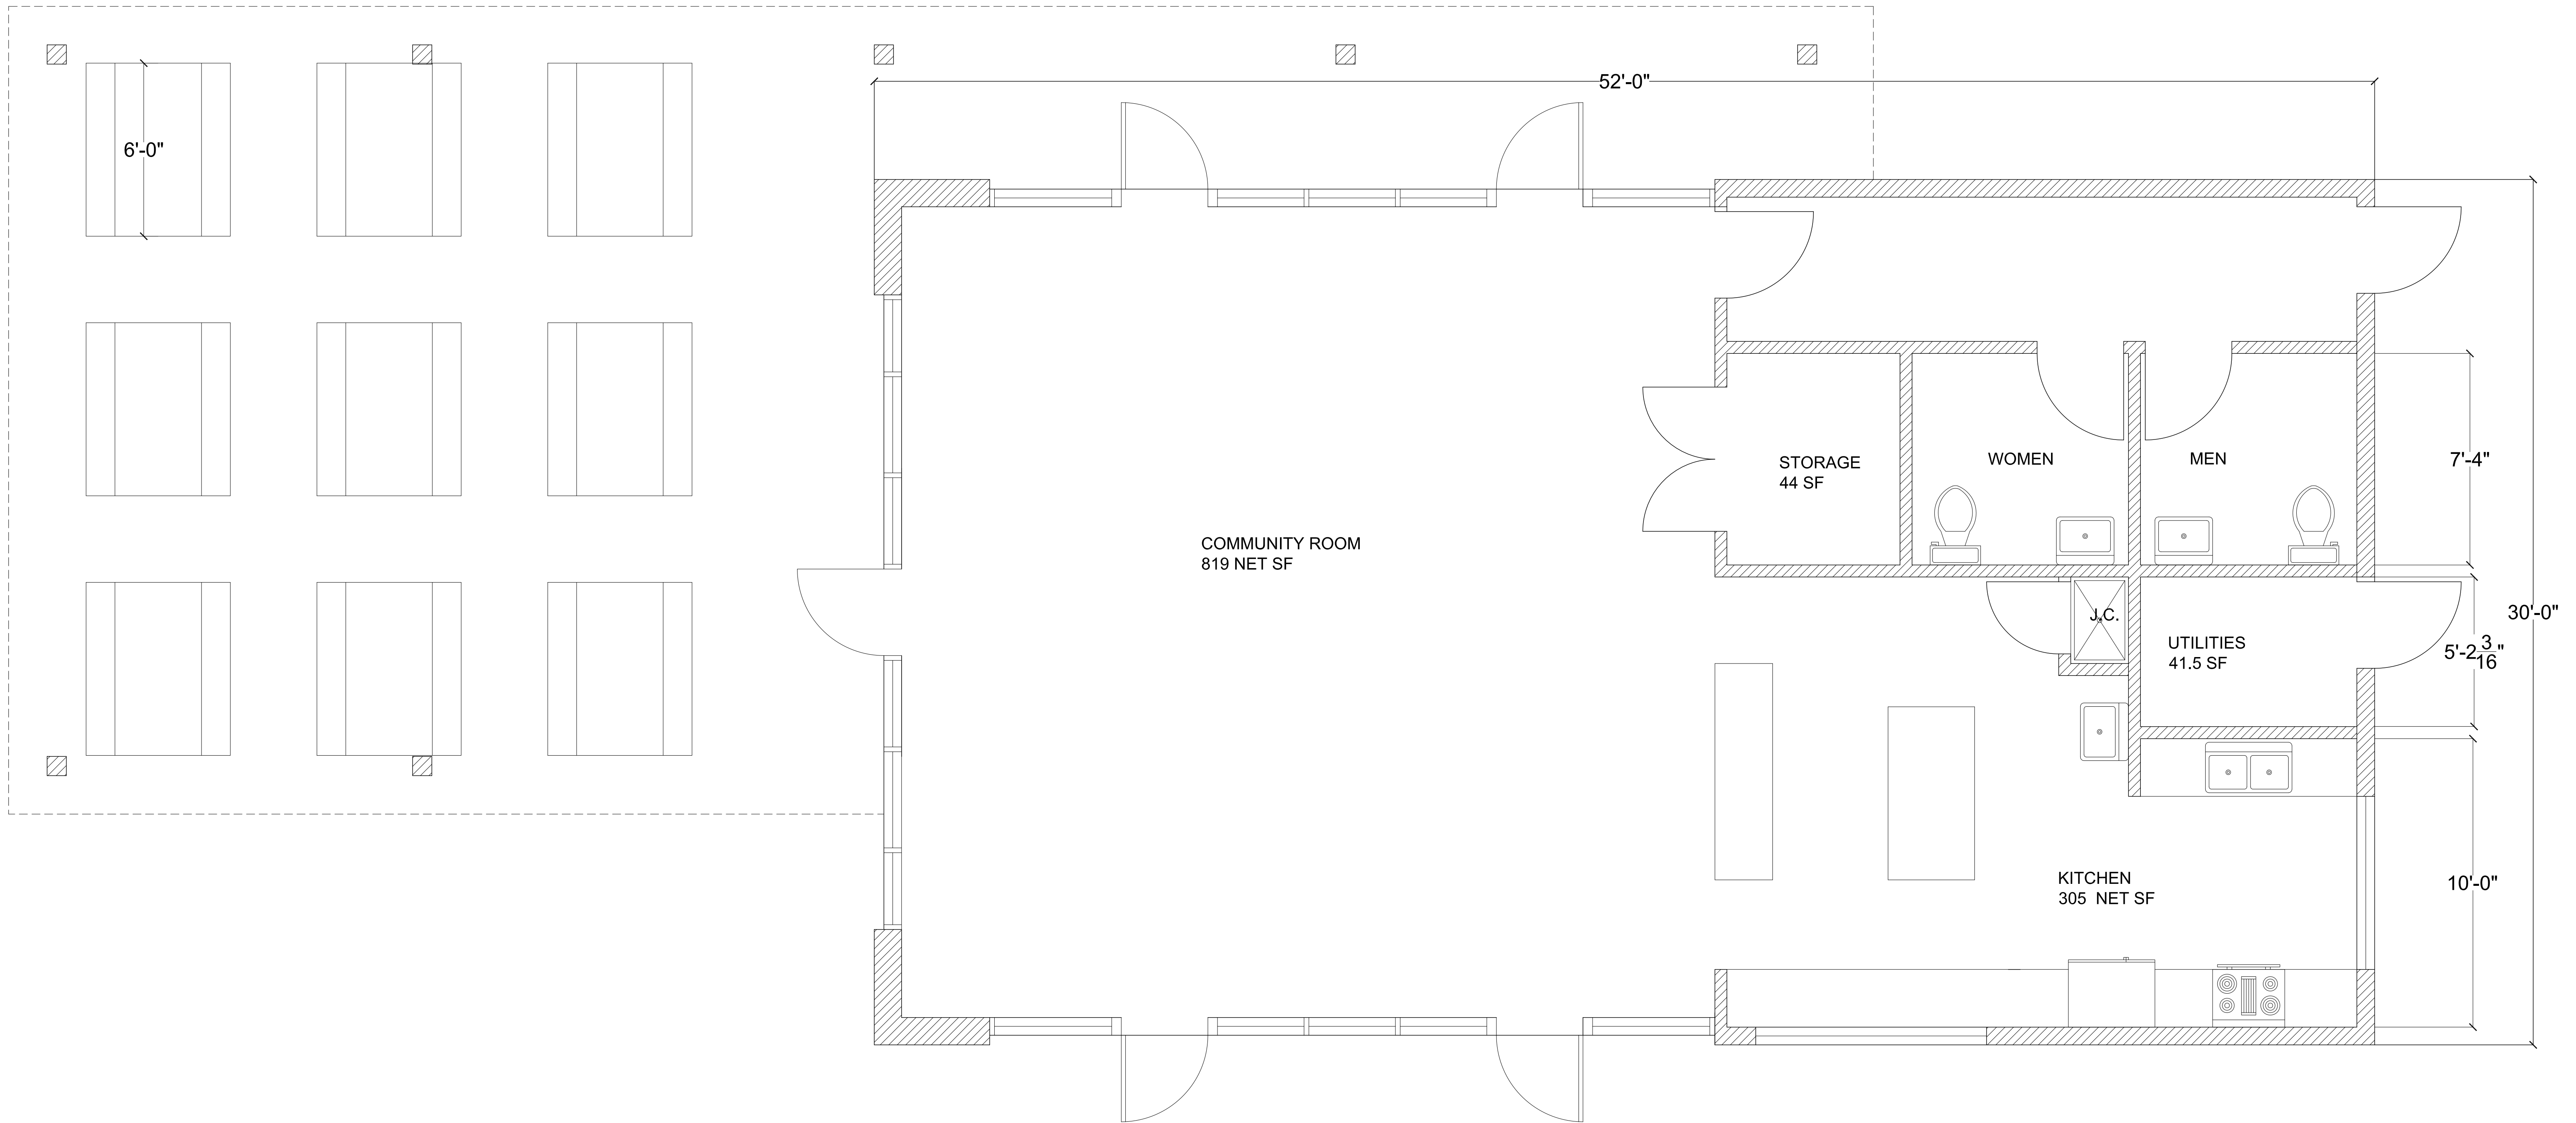 52'-0"
6'-0"
STORAGE
44 SF
WOMEN
MEN
7'-4"
COMMUNITY ROOM
819 NET SF
J.C.
30'-0"
UTILITIES
41.5 SF
5'-2 3/16"
KITCHEN
305 NET SF
10'-0"